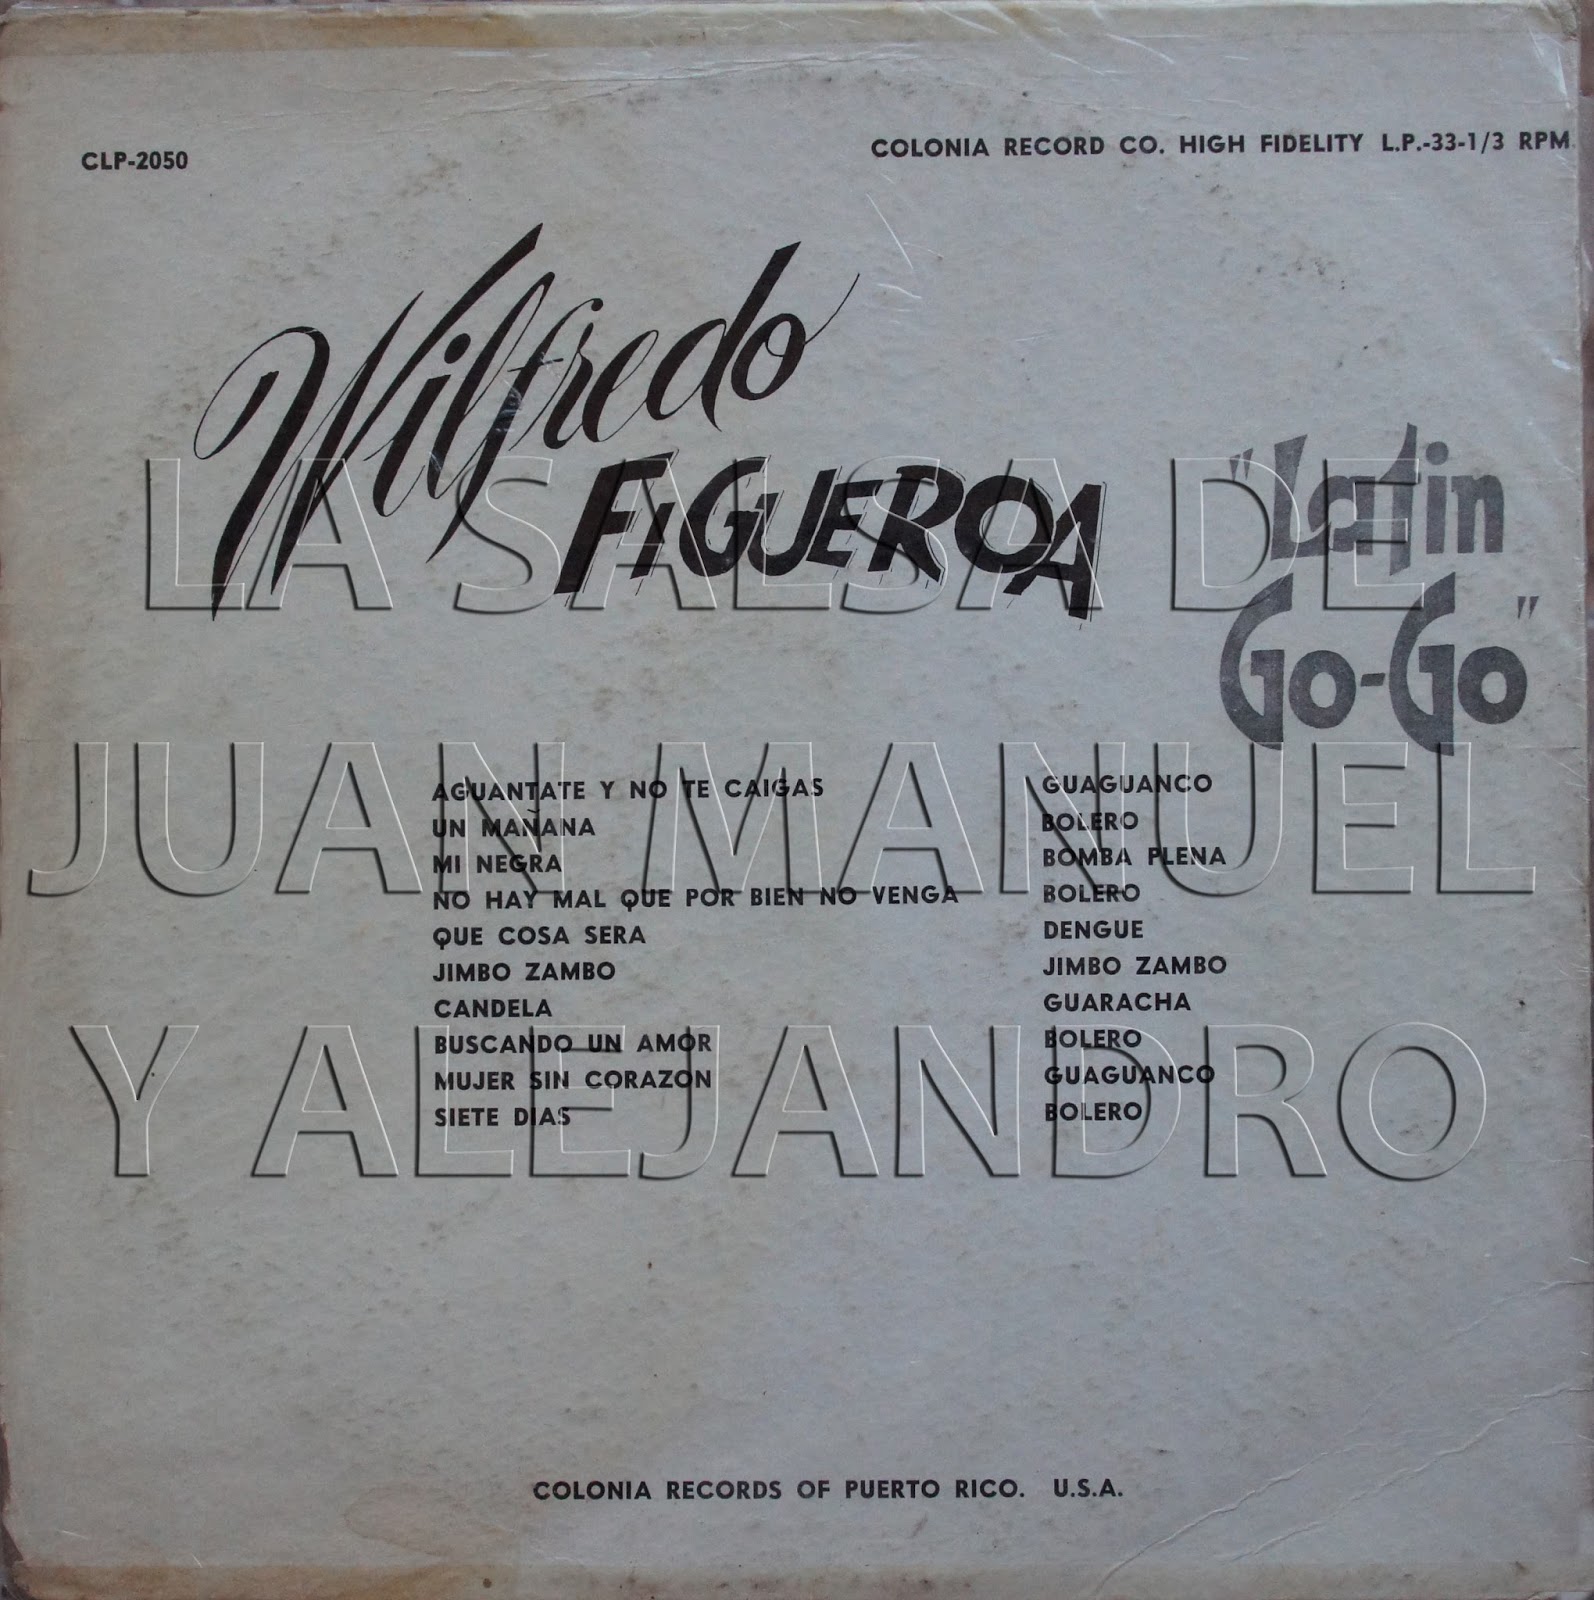 CLP-2050
COLONIA RECORD CO. HIGH FIDELITY L.P.-33-1/3 RPM
Wilfredo
FIGUEROA
"Latin
Go-Go"
LA SALSA DE
JUAN MANUEL
Y ALEJANDRO
AGUANTATE Y NO TE CAIGAS GUAGUANCO
UN MAÑANA BOLERO
MI NEGRA BOMBA PLENA
NO HAY MAL QUE POR BIEN NO VENGA BOLERO
QUE COSA SERA DENGUE
JIMBO ZAMBO JIMBO ZAMBO
CANDELA GUARACHA
BUSCANDO UN AMOR BOLERO
MUJER SIN CORAZON GUAGUANCO
SIETE DIAS BOLERO
COLONIA RECORDS OF PUERTO RICO. U.S.A.